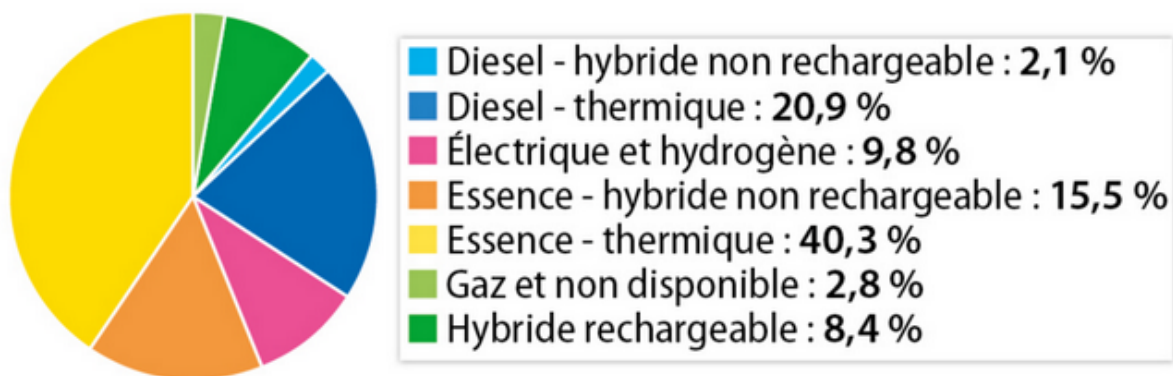 Diesel - hybride non rechargeable : 2,1 %
Diesel - thermique : 20,9 %
Électrique et hydrogène : 9,8 %
Essence - hybride non rechargeable : 15,5 %
Essence - thermique : 40,3 %
Gaz et non disponible : 2,8 %
Hybride rechargeable : 8,4 %